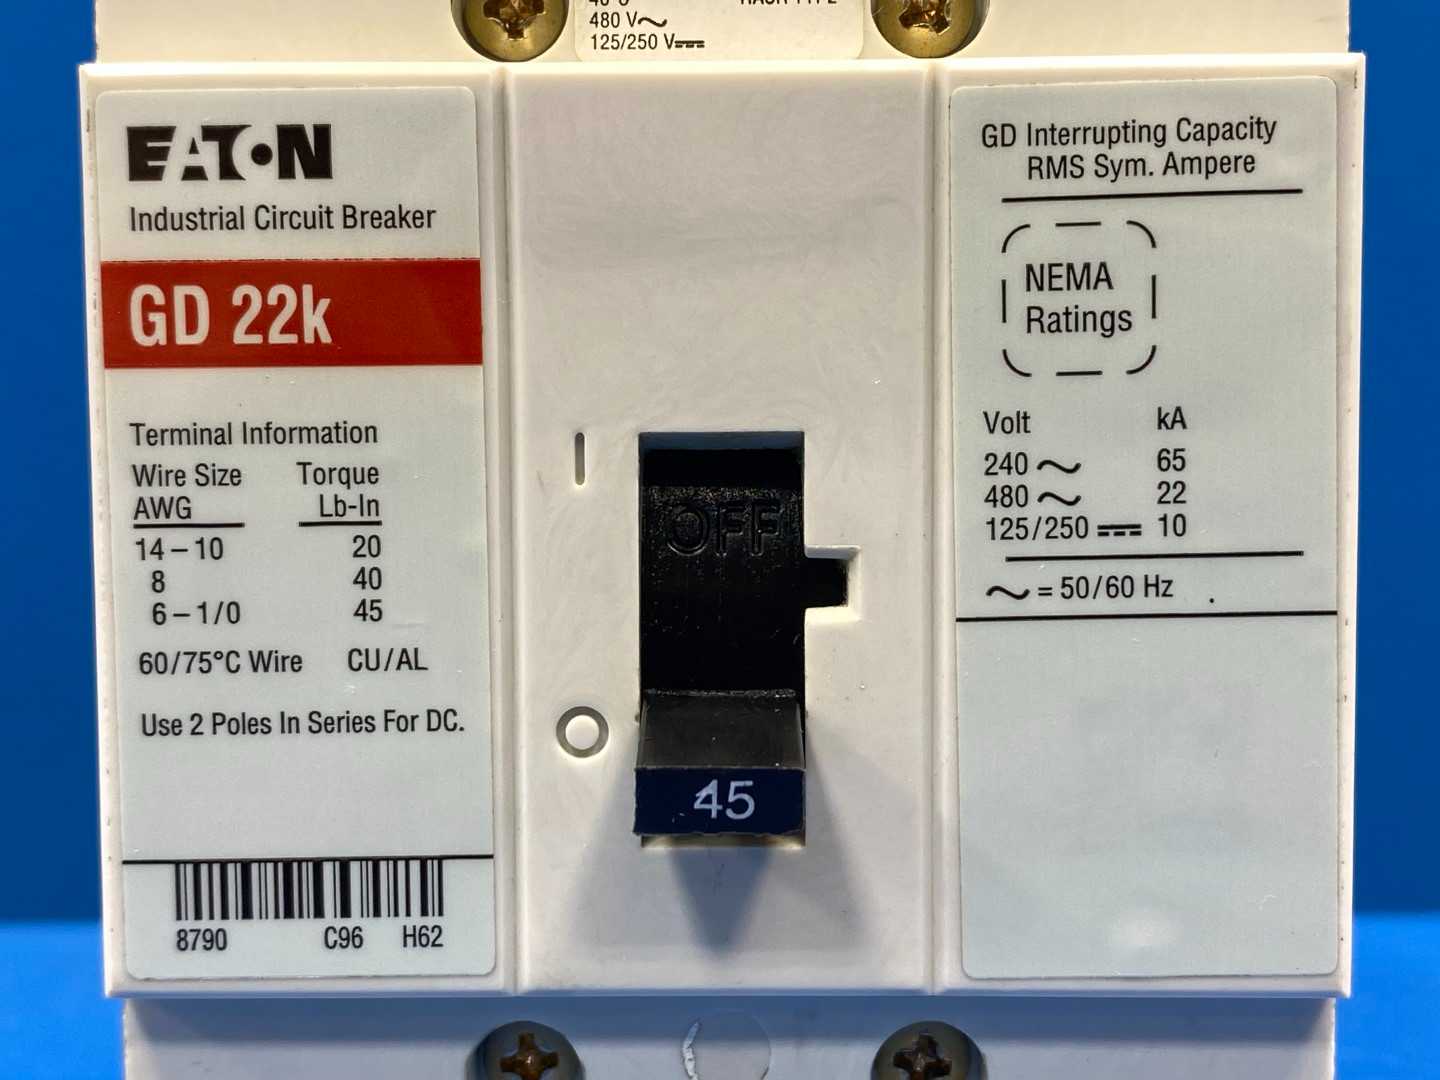 480 V~
125/250 V⎓
EATON
Industrial Circuit Breaker
GD 22k
Terminal Information
Wire Size Torque
AWG Lb-In
14 – 10 20
8 40
6 – 1/0 45
60/75°C Wire CU/AL
Use 2 Poles In Series For DC.
8790 C96 H62
OFF
45
GD Interrupting Capacity
RMS Sym. Ampere
NEMA
Ratings
Volt kA
240 ~ 65
480 ~ 22
125/250 ⎓ 10
~ = 50/60 Hz